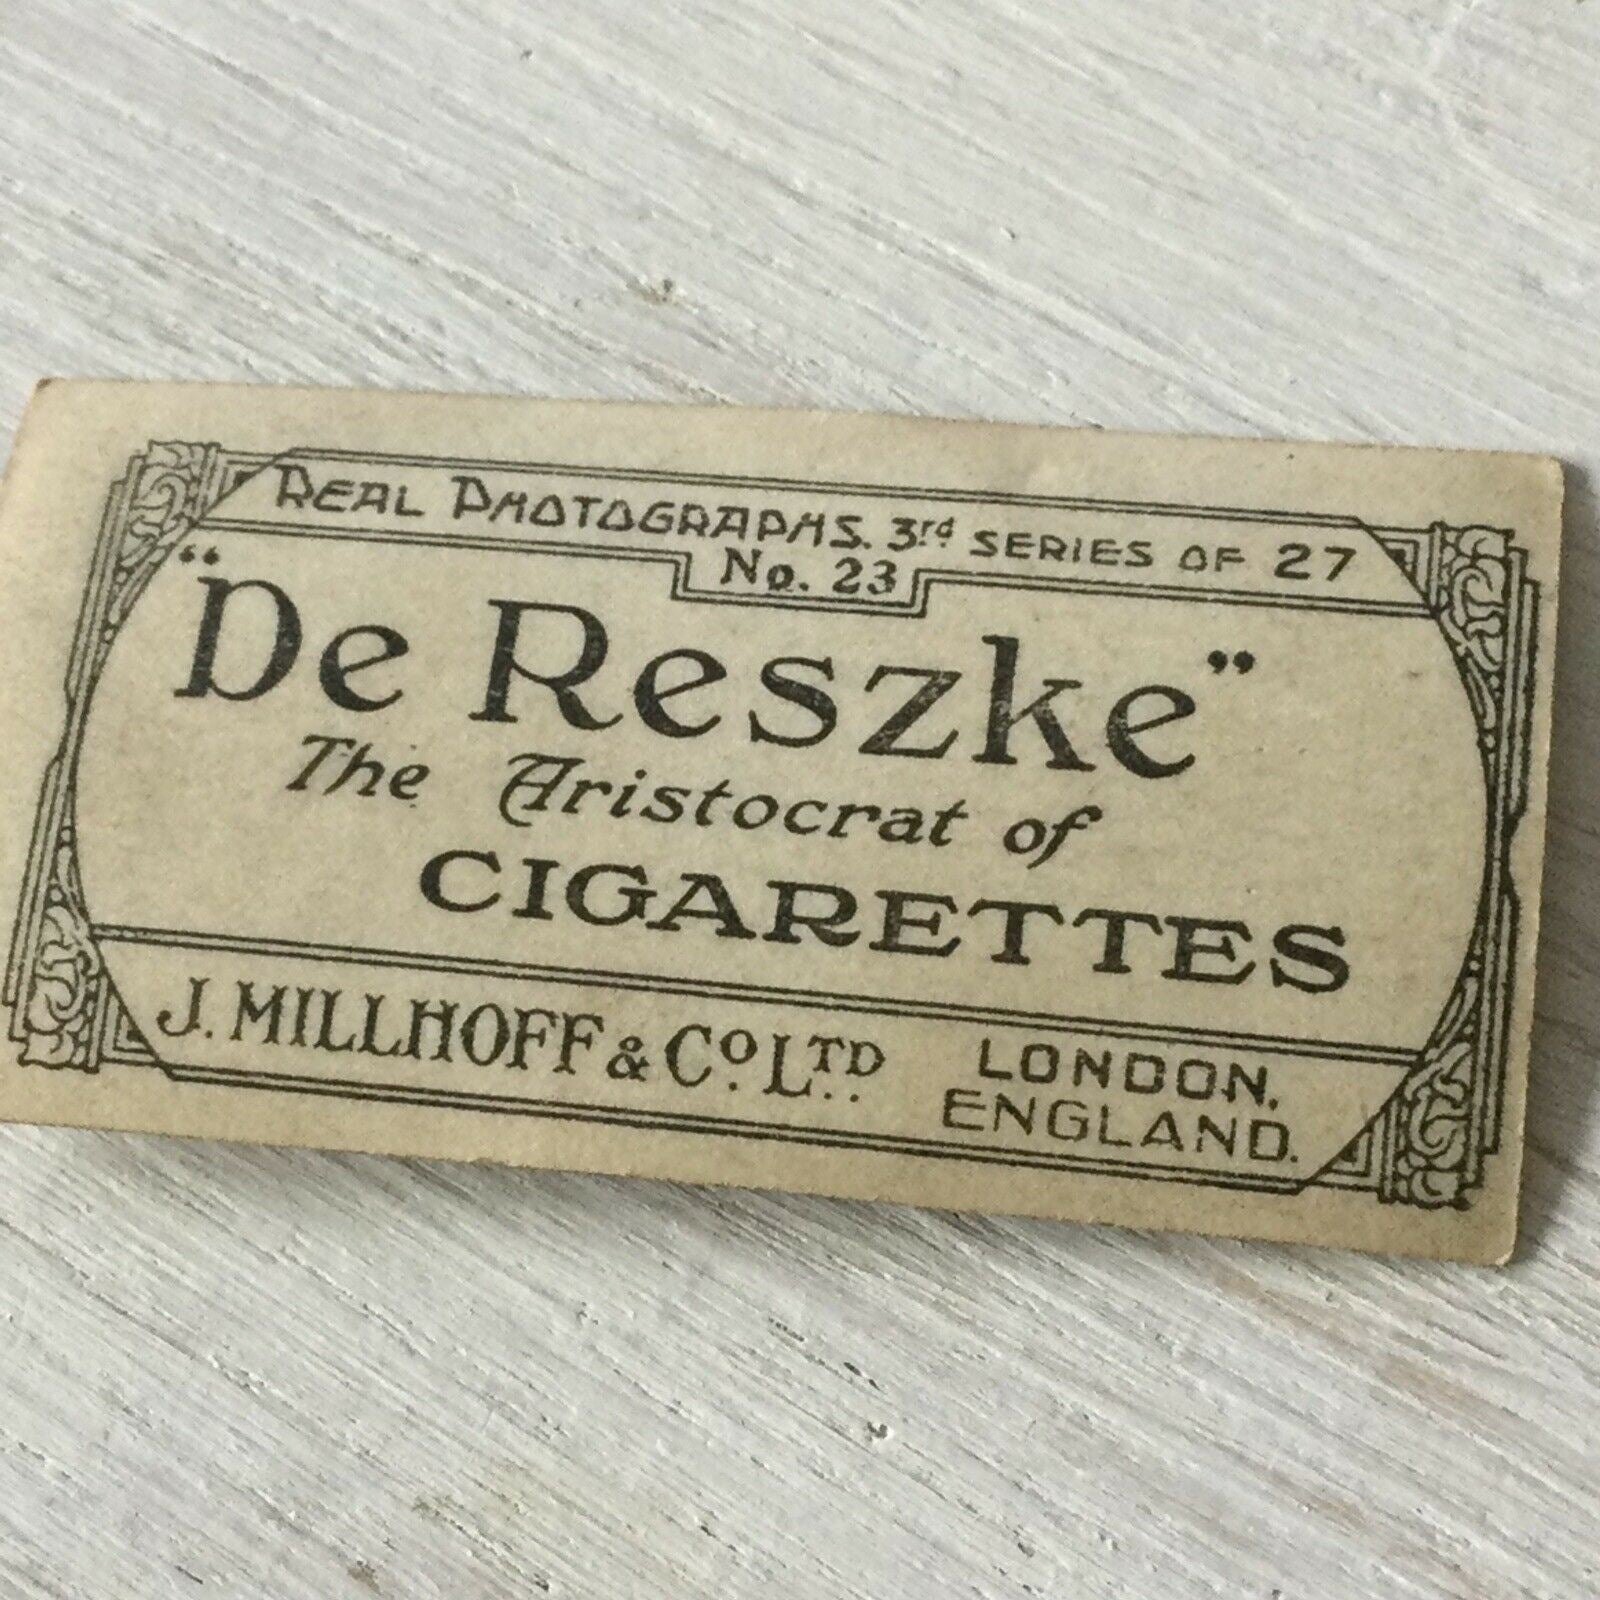 REAL PHOTOGRAPHS. 3rd SERIES OF 27
No. 23
"De Reszke"
The Aristocrat of
CIGARETTES
J. MILLHOFF & Co. LTD.. LONDON.
ENGLAND.